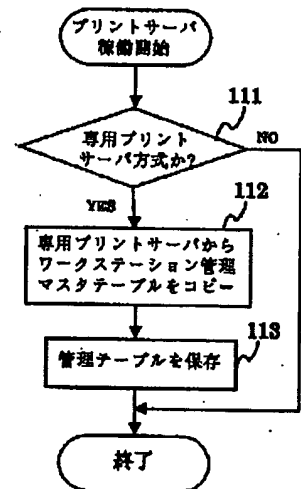 プリントサーバ
稼働開始
111
専用プリント
サーバ方式か?
NO
YES
112
専用プリントサーバから
ワークステーション管理
マスタテーブルをコピー
113
管理テーブルを保存
終了